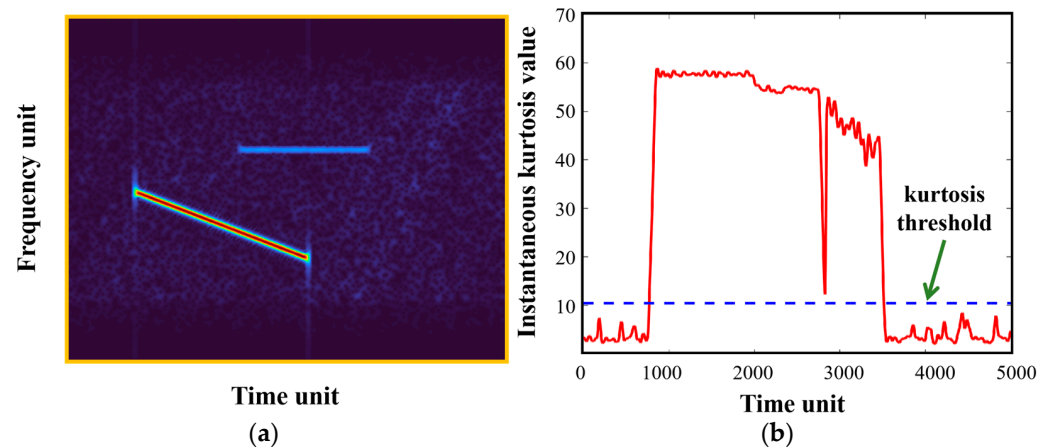 Frequency unit
Time unit
(a)
Instantaneous kurtosis value
70
60
50
40
30
20
10
0
kurtosis
threshold
0 1000 2000 3000 4000 5000
Time unit
(b)